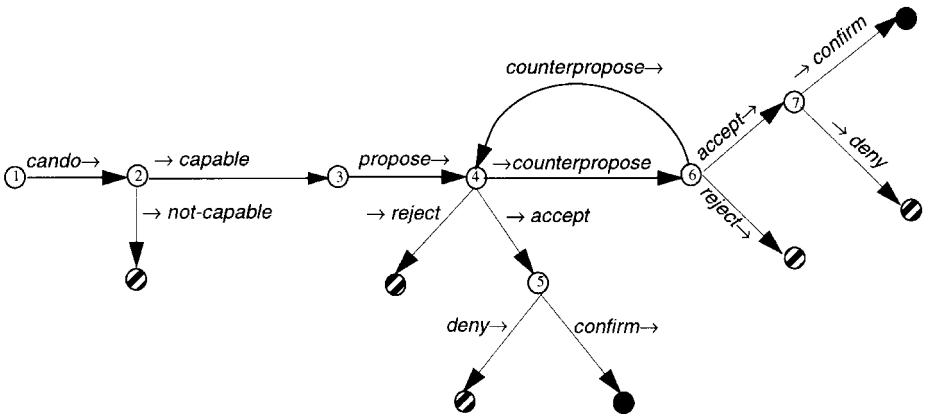 → confirm
counterpropose→
accept→
7
→ deny
cando→
→ capable
propose→
→counterpropose
1
2
3
4
6
→ not-capable
→ reject
→ accept
reject→
5
deny→
confirm→